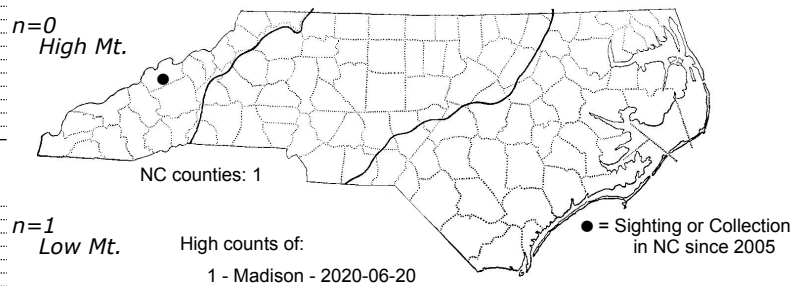 n=0
High Mt.
NC counties: 1
n=1
Low Mt.
High counts of:
1 - Madison - 2020-06-20
● = Sighting or Collection
in NC since 2005